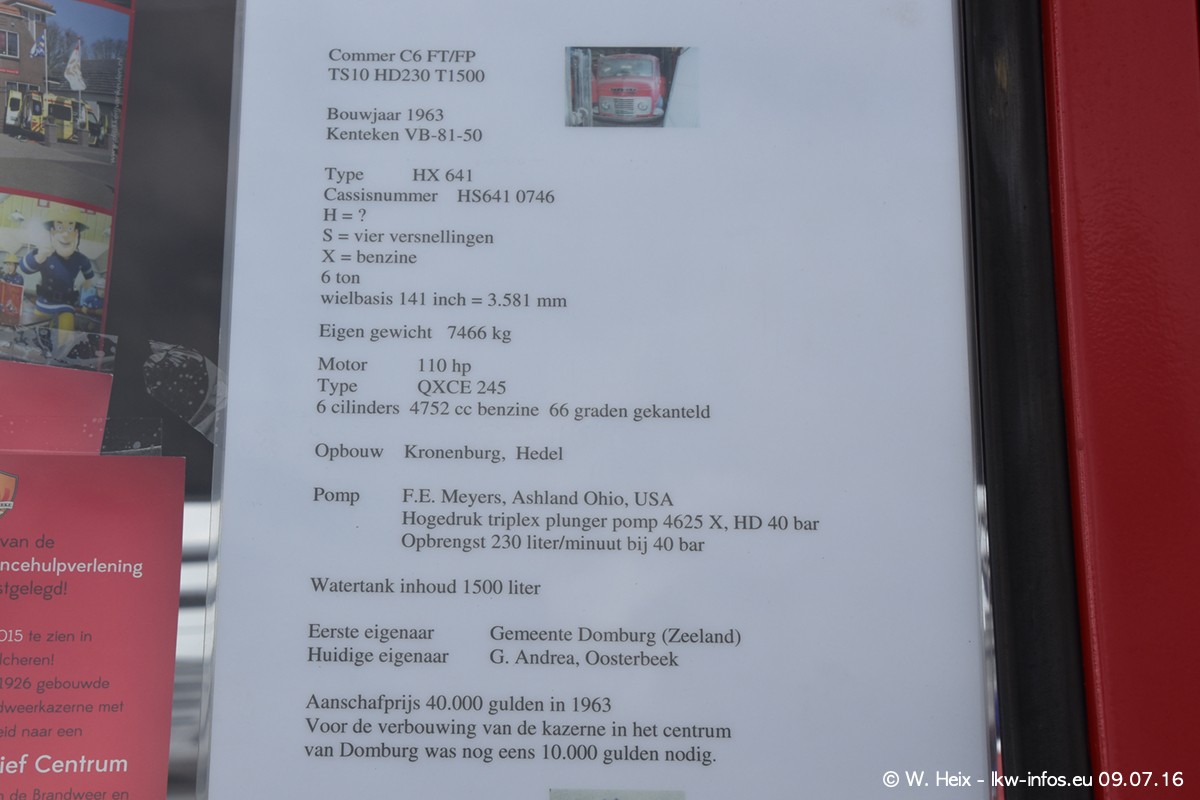 Commer C6 FT/FP
TS10 HD230 T1500
Bouwjaar 1963
Kenteken VB-81-50
Type HX 641
Cassisnummer HS641 0746
H = ?
S = vier versnellingen
X = benzine
6 ton
wielbasis 141 inch = 3.581 mm
Eigen gewicht 7466 kg
Motor 110 hp
Type QXCE 245
6 cilinders 4752 cc benzine 66 graden gekanteld
Opbouw Kronenburg, Hedel
Pomp F.E. Meyers, Ashland Ohio, USA
Hogedruk triplex plunger pomp 4625 X, HD 40 bar
Opbrengst 230 liter/minuut bij 40 bar
Watertank inhoud 1500 liter
Eerste eigenaar Gemeente Domburg (Zeeland)
Huidige eigenaar G. Andrea, Oosterbeek
Aanschafprijs 40.000 gulden in 1963
Voor de verbouwing van de kazerne in het centrum
van Domburg was nog eens 10.000 gulden nodig.
van de
ncehulpverlening
stgelegd!
015 te zien in
lcheren!
1926 gebouwde
dweerkazerne met
eid naar een
ief Centrum
n de Brandweer en
© W. Heix - lkw-infos.eu 09.07.16